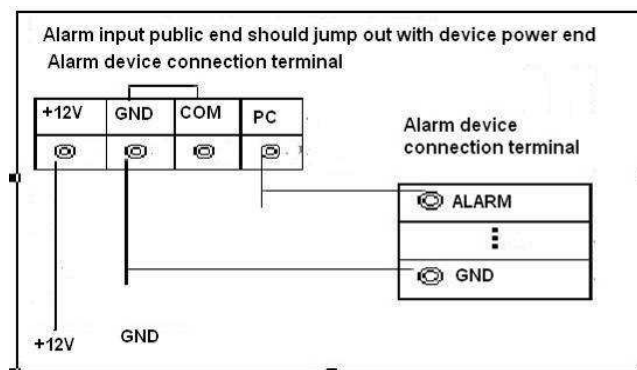 Alarm input public end should jump out with device power end
Alarm device connection terminal
+12V GND COM PC
Alarm device
connection terminal
ALARM
GND
+12V GND